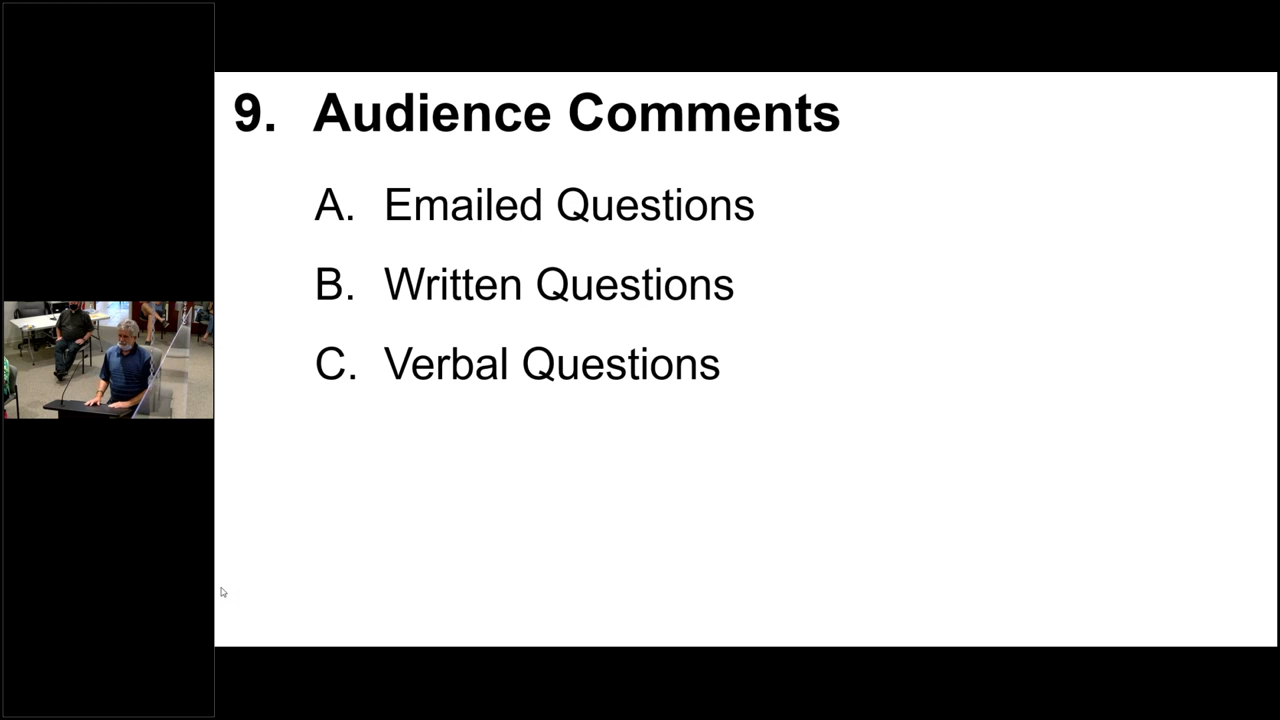 9. Audience Comments
A. Emailed Questions
B. Written Questions
C. Verbal Questions